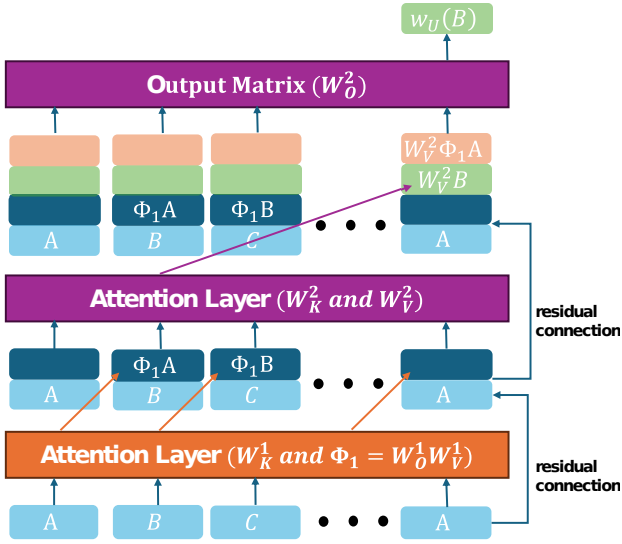 w_U(B)
Output Matrix (W_O^2)
W_V^2Φ_1A
W_V^2B
Φ_1A Φ_1B
A B C • • • A
Attention Layer (W_K^2 and W_V^2)
residual
connection
Φ_1A Φ_1B
A B C • • • A
Attention Layer (W_K^1 and Φ_1 = W_O^1W_V^1)
residual
connection
A B C • • • A